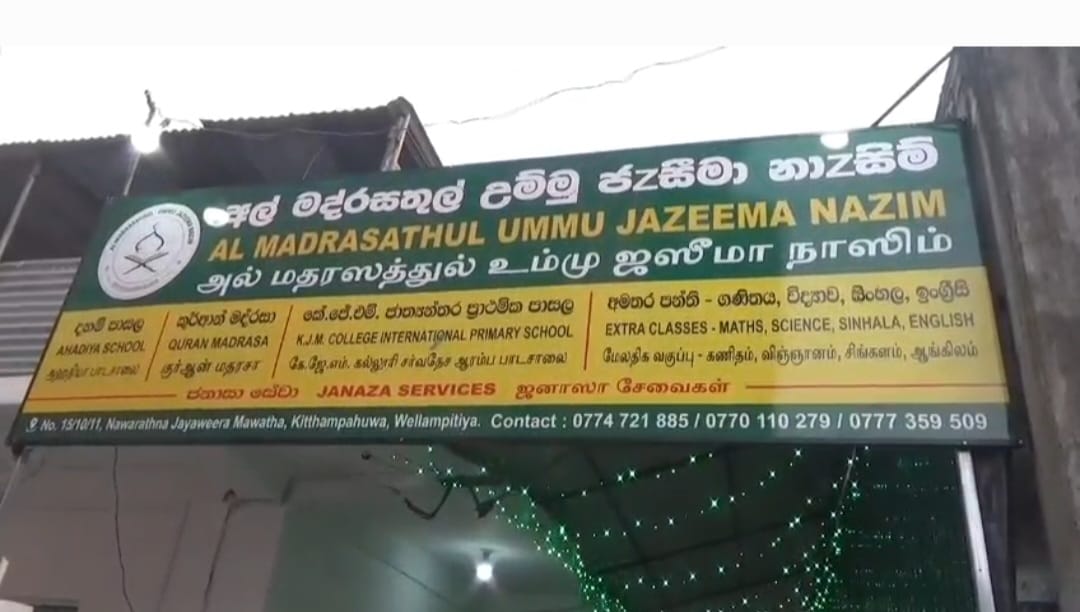 අල් මද්රසතුල් උම්මු ජzසීමා නාzසිම්
AL MADRASATHUL UMMU JAZEEMA NAZIM
அல் மதரஸத்துல் உம்மு ஜஸீமா நாஸிம்
දහම් පාසල
AHADIYA SCHOOL
அஹதிய்யா பாடசாலை
කුර්ආන් මද්රසා
QURAN MADRASA
குர்ஆன் மதரசா
කේ.ජේ.එම්. ජාත්‍යන්තර ප්‍රාථමික පාසල
K.J.M. COLLEGE INTERNATIONAL PRIMARY SCHOOL
கே.ஜே.எம். கல்லூரி சர்வதேச ஆரம்ப பாடசாலை
අමතර පන්ති - ගණිතය, විද්‍යාව, සිංහල, ඉංග්‍රීසි
EXTRA CLASSES - MATHS, SCIENCE, SINHALA, ENGLISH
மேலதிக வகுப்பு - கணிதம், விஞ்ஞானம், சிங்களம், ஆங்கிலம்
ජනාසා සේවා JANAZA SERVICES ஜனாஸா சேவைகள்
No. 15/10/11, Nawarathna Jayaweera Mawatha, Kitthampahuwa, Wellampitiya. Contact : 0774 721 885 / 0770 110 279 / 0777 359 509